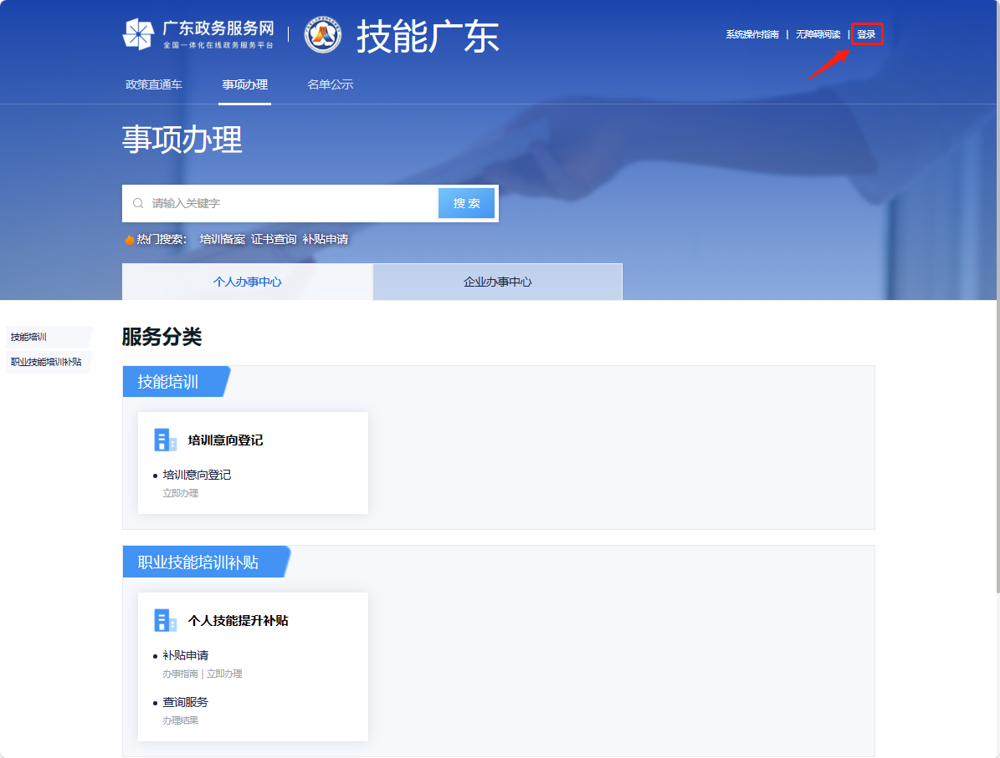 广东政务服务网
全国一体化在线政务服务平台
技能广东
系统操作指南 | 无障碍阅读 | 登录
政策直通车 事项办理 名单公示
事项办理
请输入关键字 搜 索
热门搜索： 培训备案 证书查询 补贴申请
个人办事中心 企业办事中心
技能培训
职业技能培训补贴
服务分类
技能培训
培训意向登记
培训意向登记
立即办理
职业技能培训补贴
个人技能提升补贴
补贴申请
办事指南 | 立即办理
查询服务
办理结果